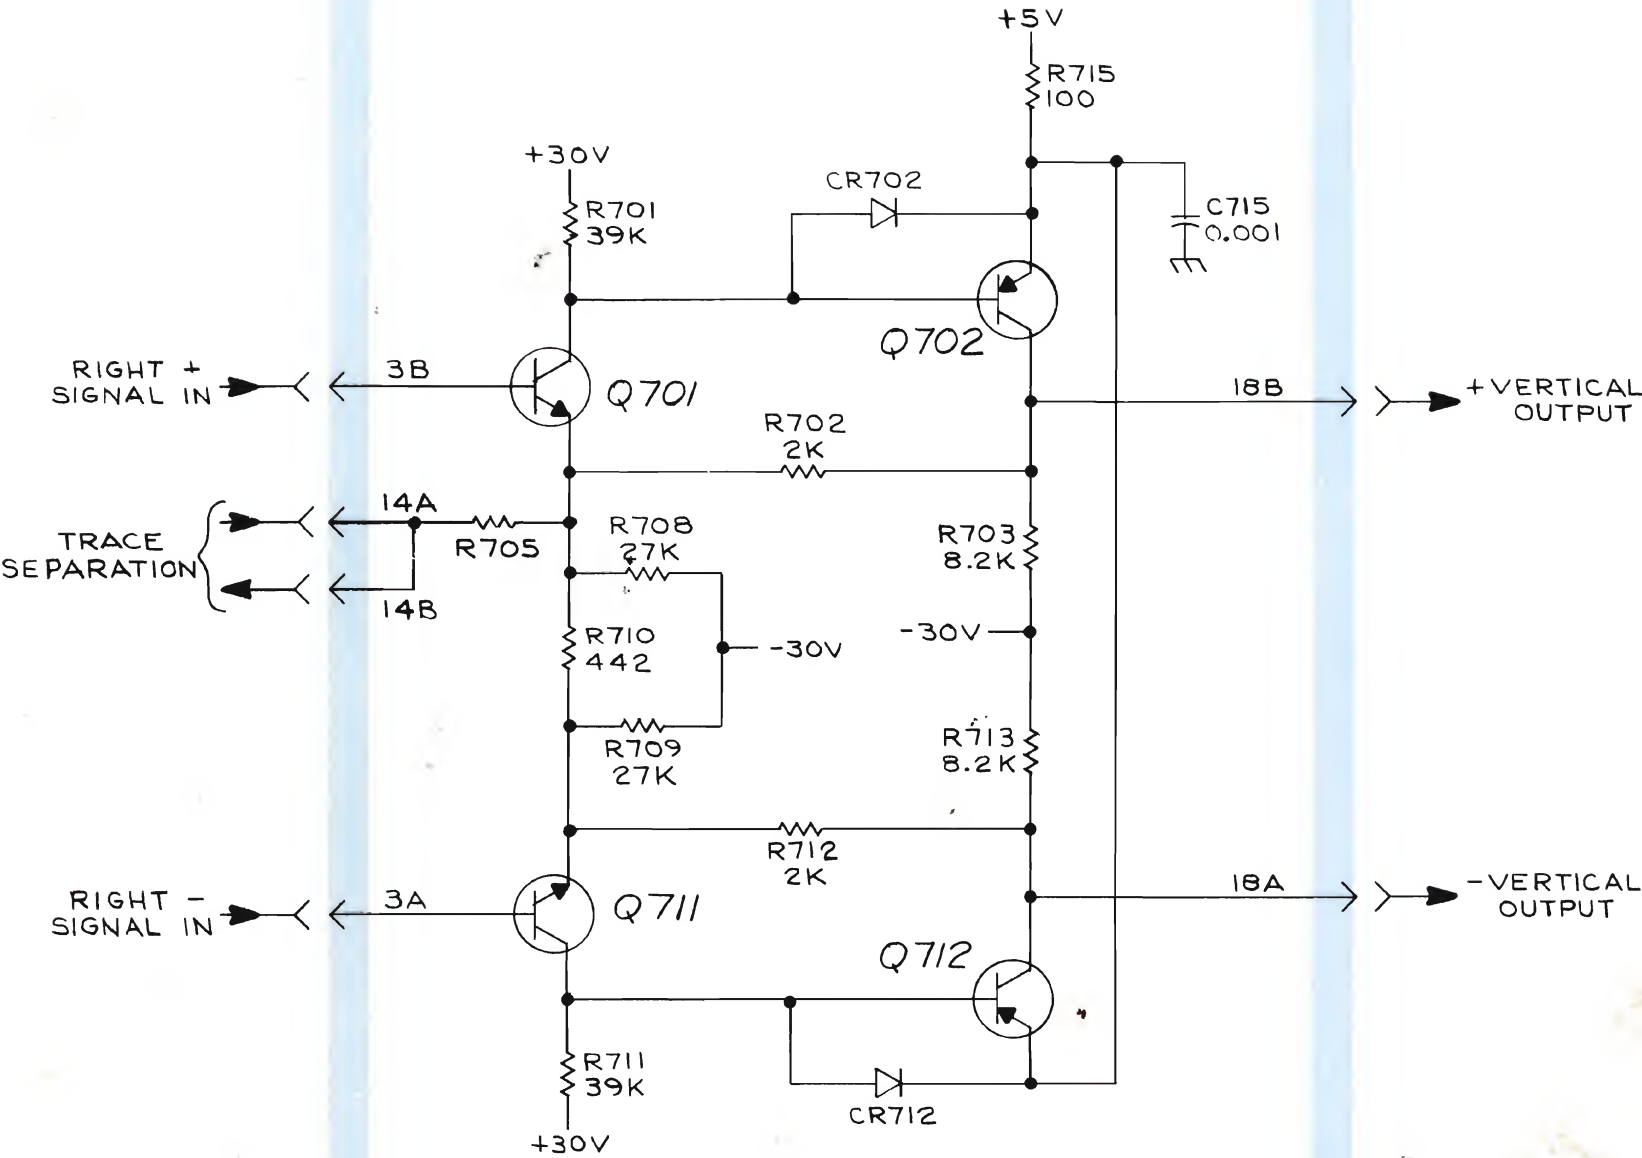 +5V
R715
100
+30V
CR702
R701
39K
C715
0.001
Q702
RIGHT +
SIGNAL IN
3B
Q701
18B
+VERTICAL
OUTPUT
R702
2K
14A
TRACE
SEPARATION
R705
R708
27K
R703
8.2K
14B
R710
442
-30V
-30V
R709
27K
R713
8.2K
R712
2K
RIGHT -
SIGNAL IN
3A
Q711
18A
-VERTICAL
OUTPUT
Q712
R711
39K
CR712
+30V